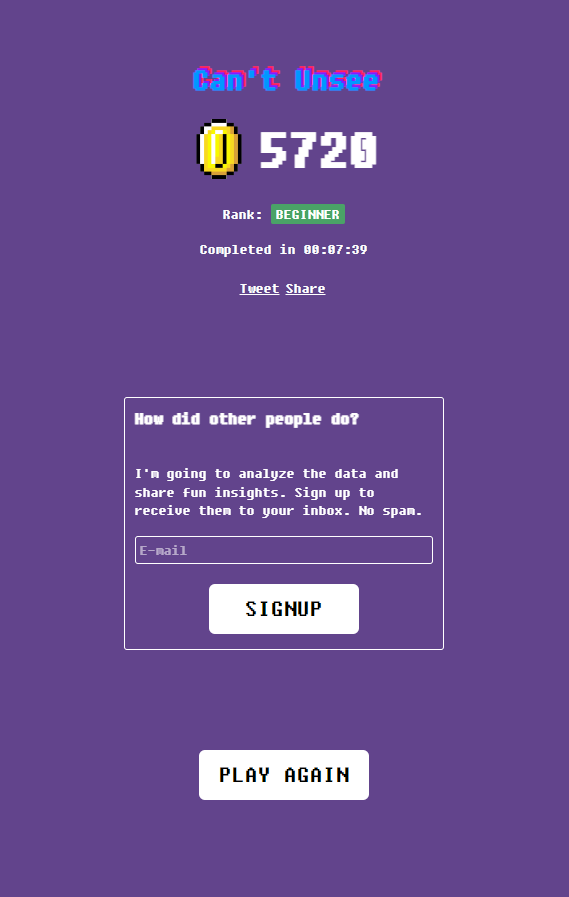 Can't Unsee
5720
Rank: BEGINNER
Completed in 00:07:39
Tweet Share
How did other people do?
I'm going to analyze the data and
share fun insights. Sign up to
receive them to your inbox. No spam.
E-mail
SIGNUP
PLAY AGAIN